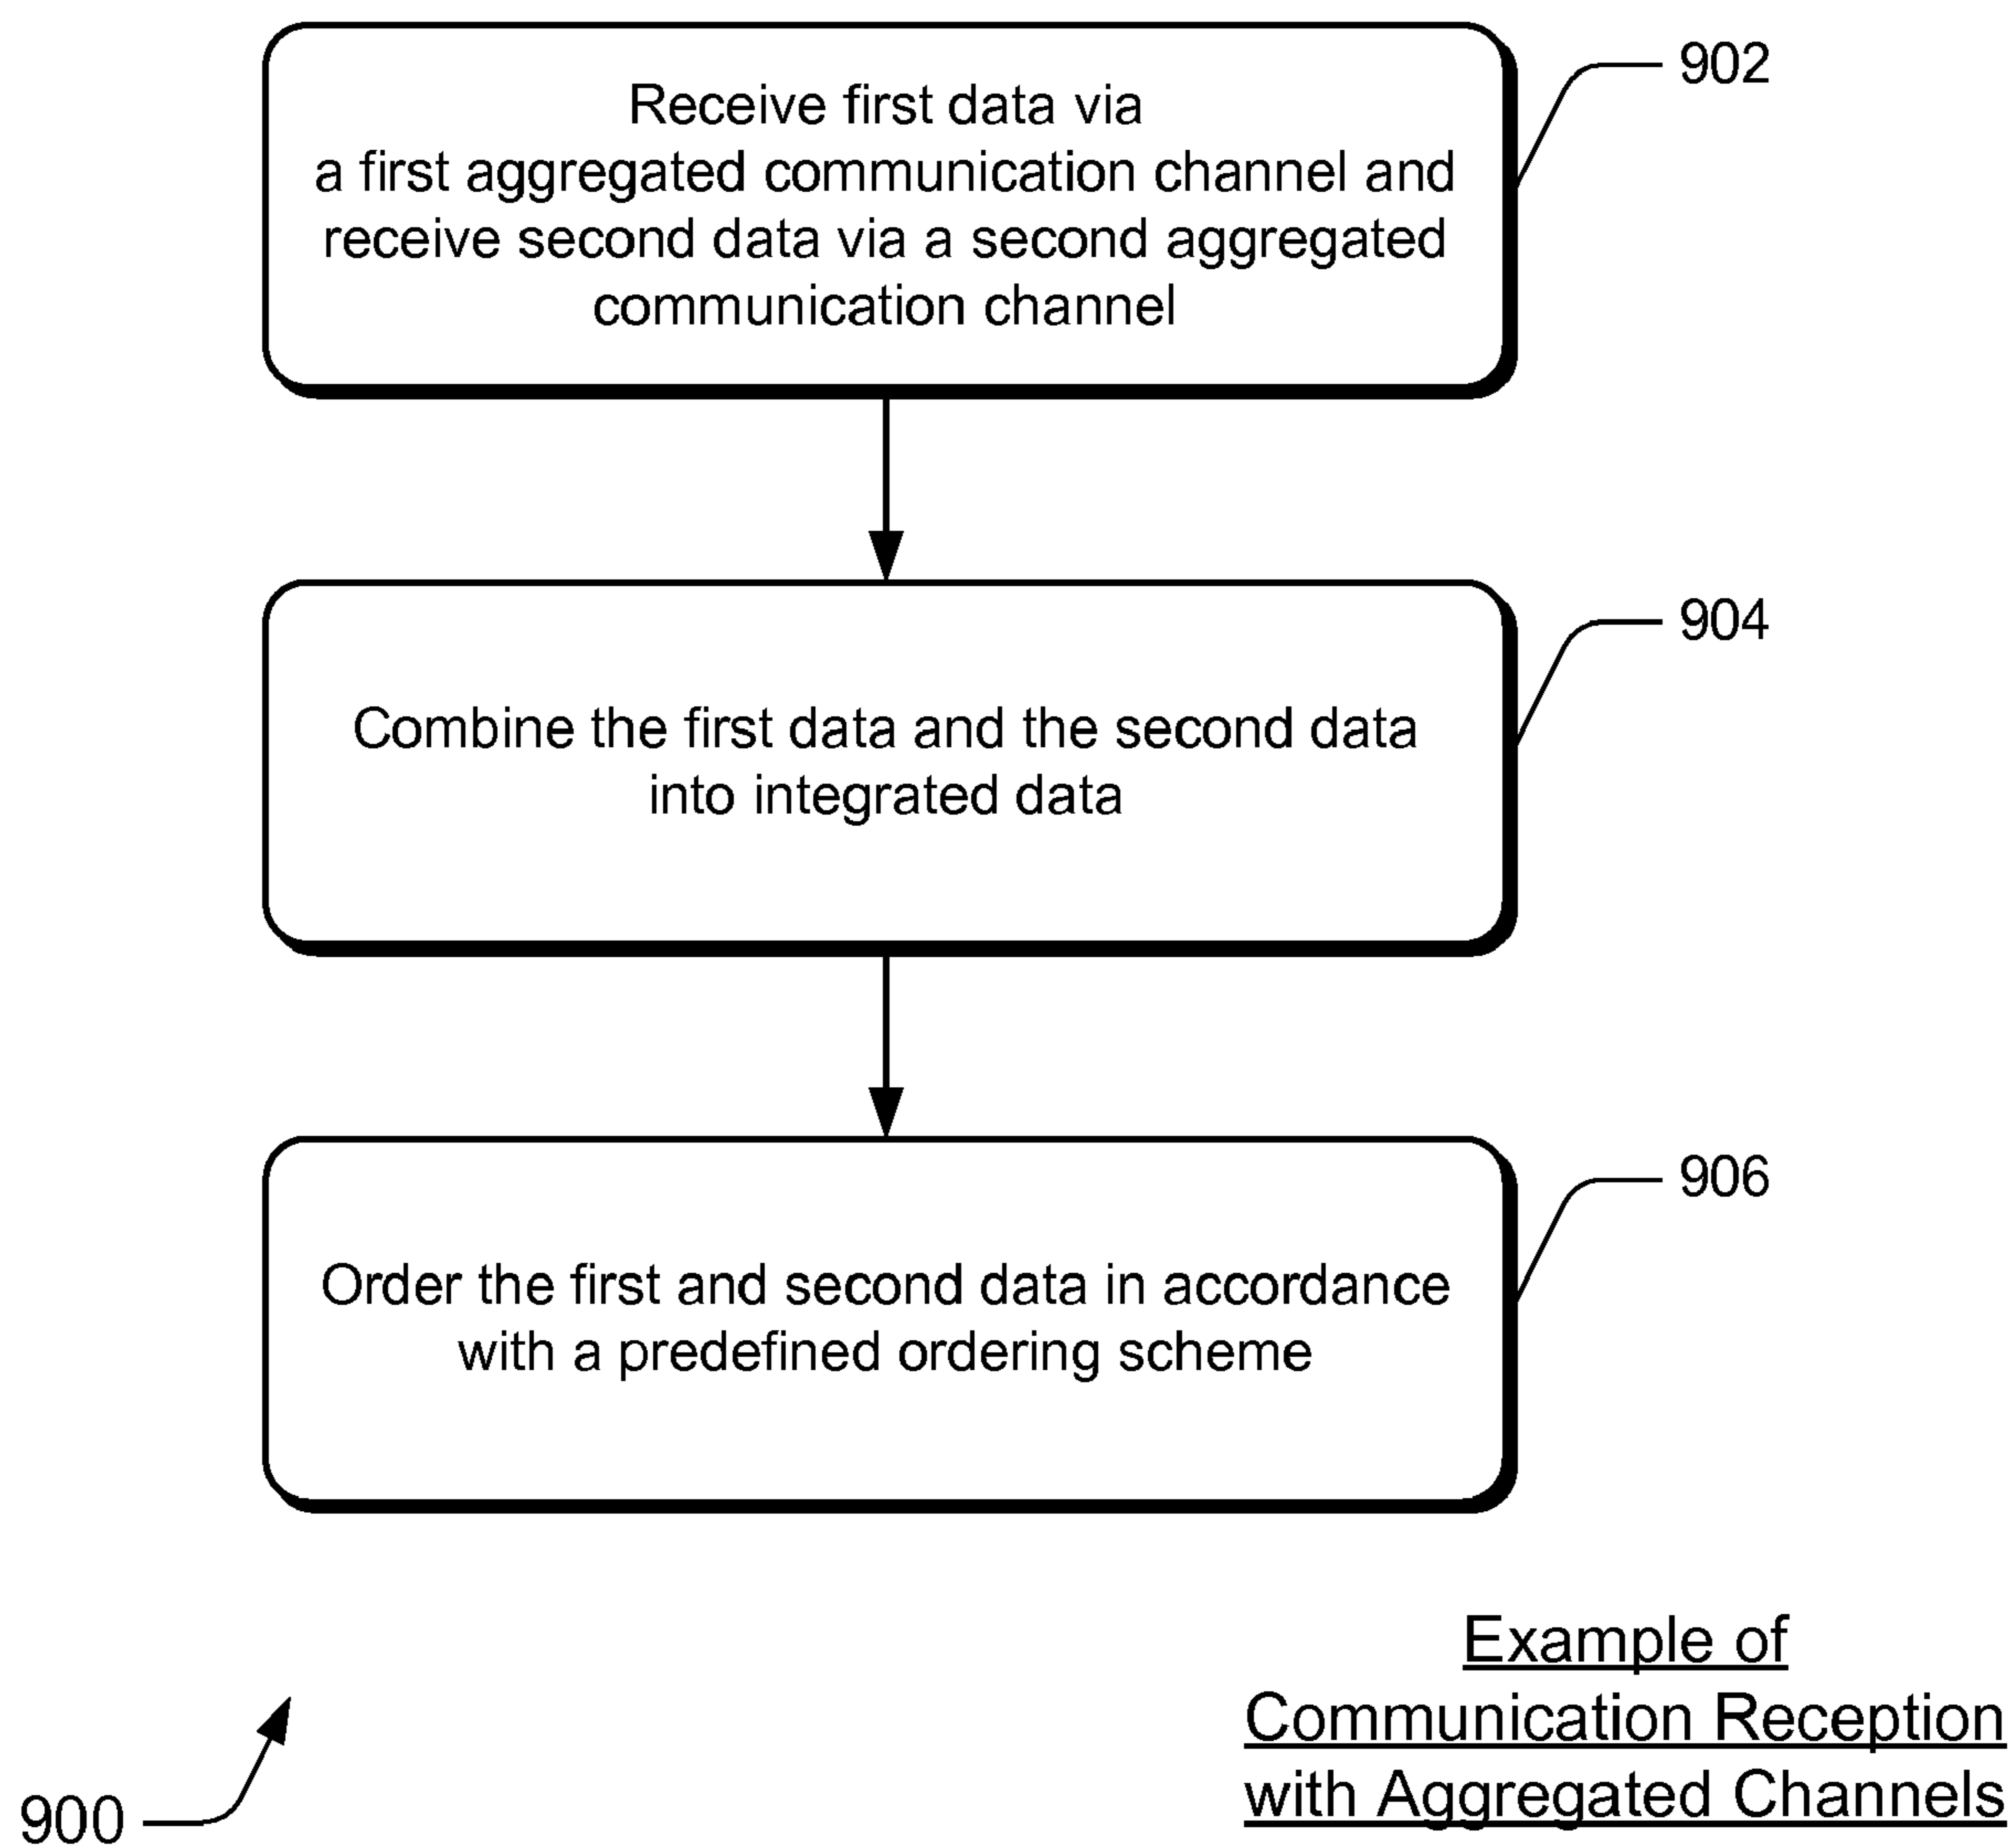 Receive first data via
a first aggregated communication channel and
receive second data via a second aggregated
communication channel
902
Combine the first data and the second data
into integrated data
904
Order the first and second data in accordance
with a predefined ordering scheme
906
Example of
Communication Reception
with Aggregated Channels
900